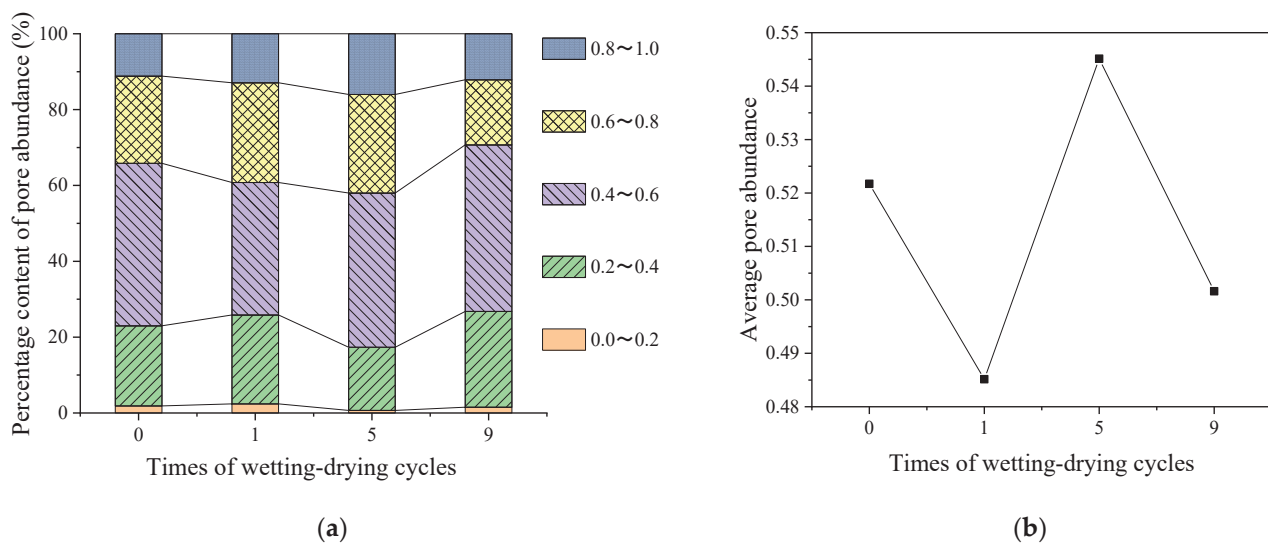 Percentage content of pore abundance (%)
100
80
60
40
20
0
0 1 5 9
Times of wetting-drying cycles
0.8～1.0
0.6～0.8
0.4～0.6
0.2～0.4
0.0～0.2
(a)
Average pore abundance
0.55
0.54
0.53
0.52
0.51
0.50
0.49
0.48
0 1 5 9
Times of wetting-drying cycles
(b)